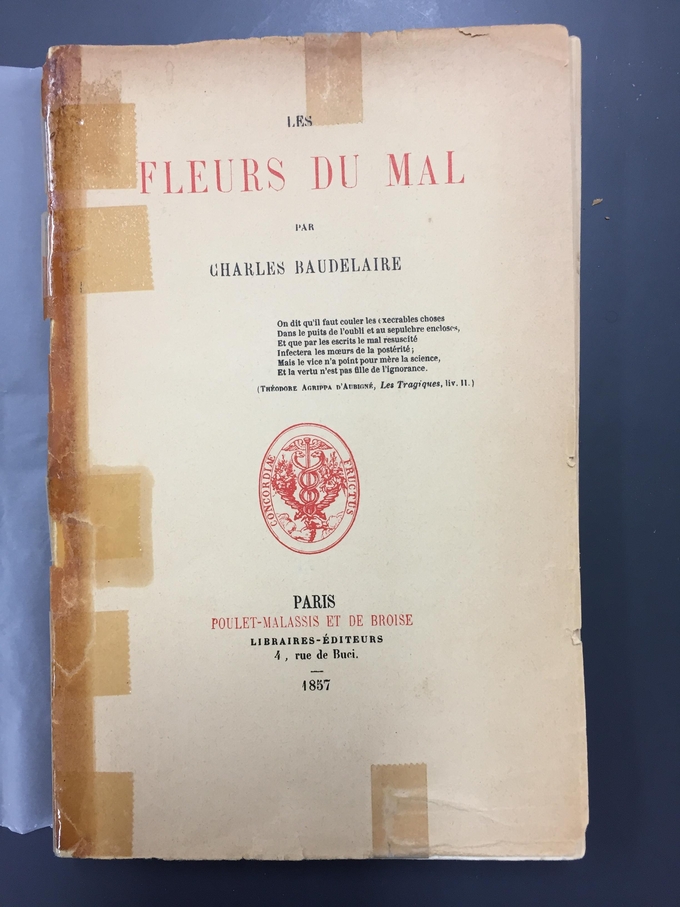 LES
FLEURS DU MAL
PAR
CHARLES BAUDELAIRE
On dit qu'il faut couler les execrables choses
Dans le puits de l'oubli et au sepulchre encloses,
Et que par les escrits le mal resuscité
Infectera les mœurs de la postérité;
Mais le vice n'a point pour mère la science,
Et la vertu n'est pas fille de l'ignorance.
(THÉODORE AGRIPPA D'AUBIGNÉ, Les Tragiques, liv. II.)
CONCORDIÆ FRUCTUS
PARIS
POULET-MALASSIS ET DE BROISE
LIBRAIRES-ÉDITEURS
4, rue de Buci.
1857